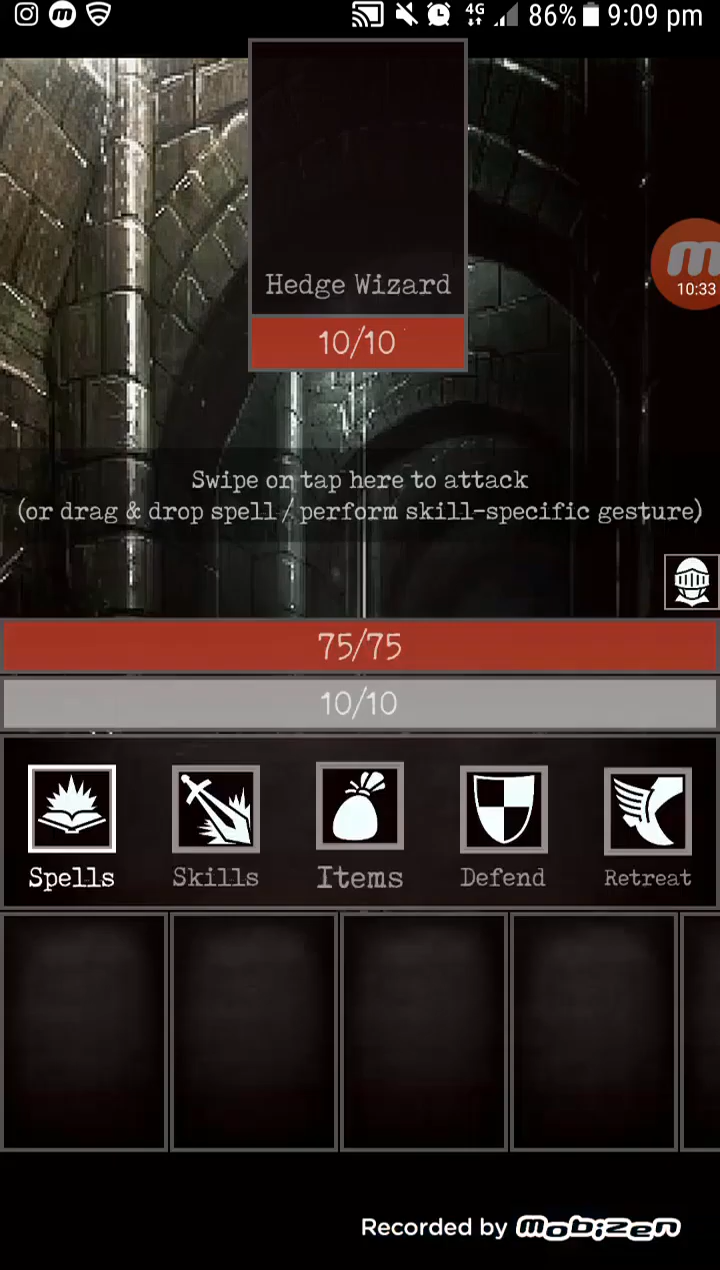 4G 86% 9:09 pm
10:33
Hedge Wizard
10/10
Swipe or tap here to attack
(or drag & drop spell / perform skill-specific gesture)
75/75
10/10
Spells Skills Items Defend Retreat
Recorded by mobizen